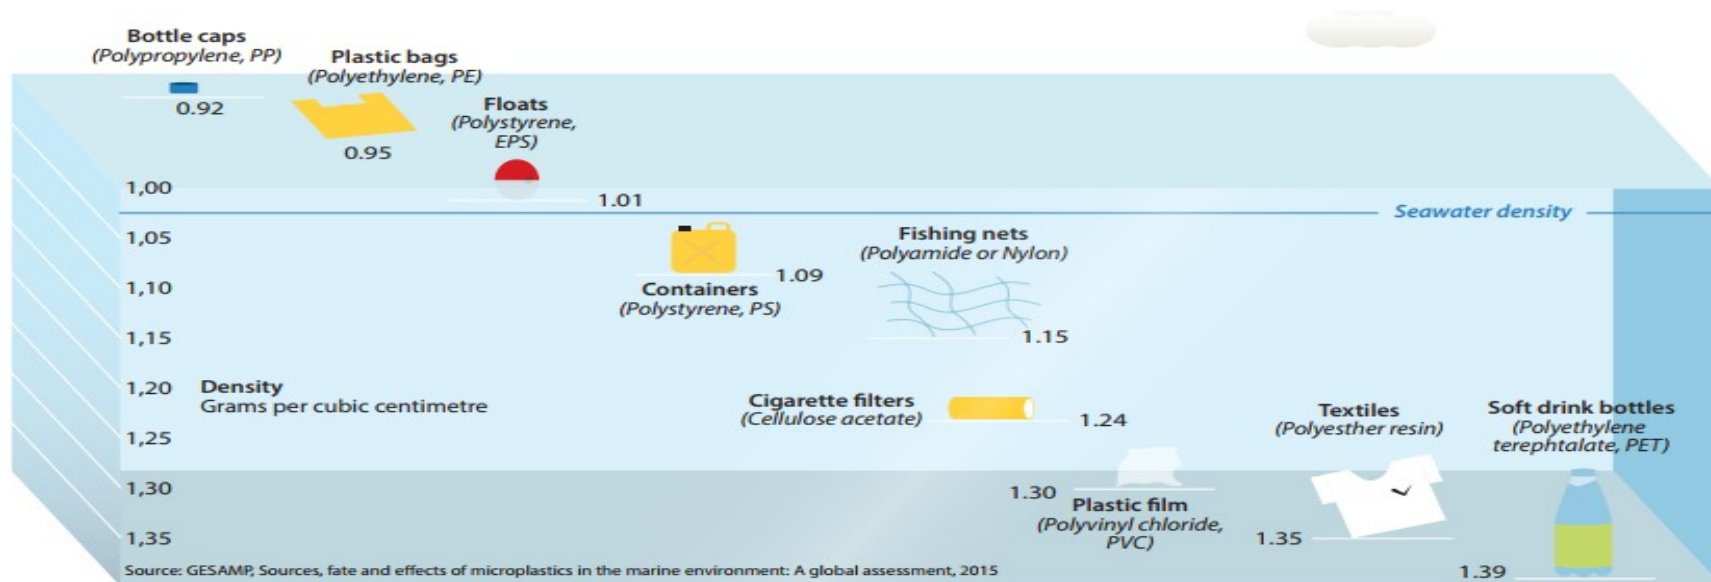 Bottle caps
(Polypropylene, PP)
0.92
Plastic bags
(Polyethylene, PE)
0.95
Floats
(Polystyrene,
EPS)
1.01
1,00
Seawater density
1,05
1,10
1,15
1,20
1,25
1,30
1,35
1.09
Containers
(Polystyrene, PS)
Fishing nets
(Polyamide or Nylon)
1.15
Density
Grams per cubic centimetre
Cigarette filters
(Cellulose acetate)
1.24
1.30
Plastic film
(Polyvinyl chloride,
PVC)
Textiles
(Polyesther resin)
1.35
Soft drink bottles
(Polyethylene
terephtalate, PET)
1.39
Source: GESAMP, Sources, fate and effects of microplastics in the marine environment: A global assessment, 2015